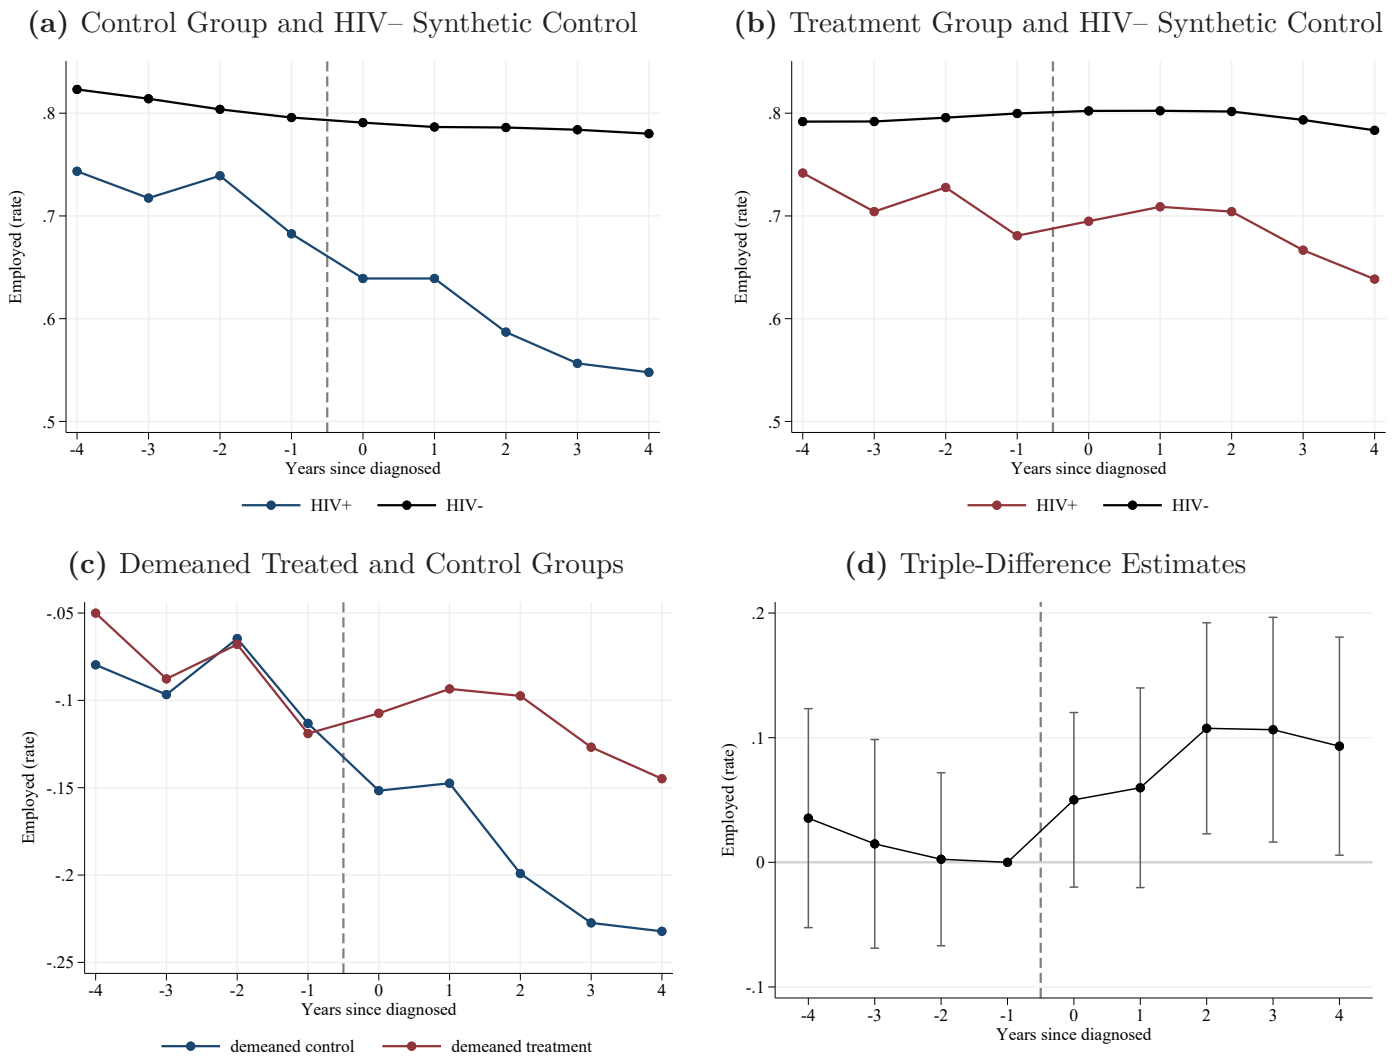 (a) Control Group and HIV– Synthetic Control
.8
.7
.6
.5
Employed (rate)
-4 -3 -2 -1 0 1 2 3 4
Years since diagnosed
HIV+ HIV-
(b) Treatment Group and HIV– Synthetic Control
.8
.7
.6
.5
Employed (rate)
-4 -3 -2 -1 0 1 2 3 4
Years since diagnosed
HIV+ HIV-
(c) Demeaned Treated and Control Groups
-.05
-.1
-.15
-.2
-.25
Employed (rate)
-4 -3 -2 -1 0 1 2 3 4
Years since diagnosed
demeaned control demeaned treatment
(d) Triple-Difference Estimates
.2
.1
0
-.1
Employed (rate)
-4 -3 -2 -1 0 1 2 3 4
Years since diagnosed